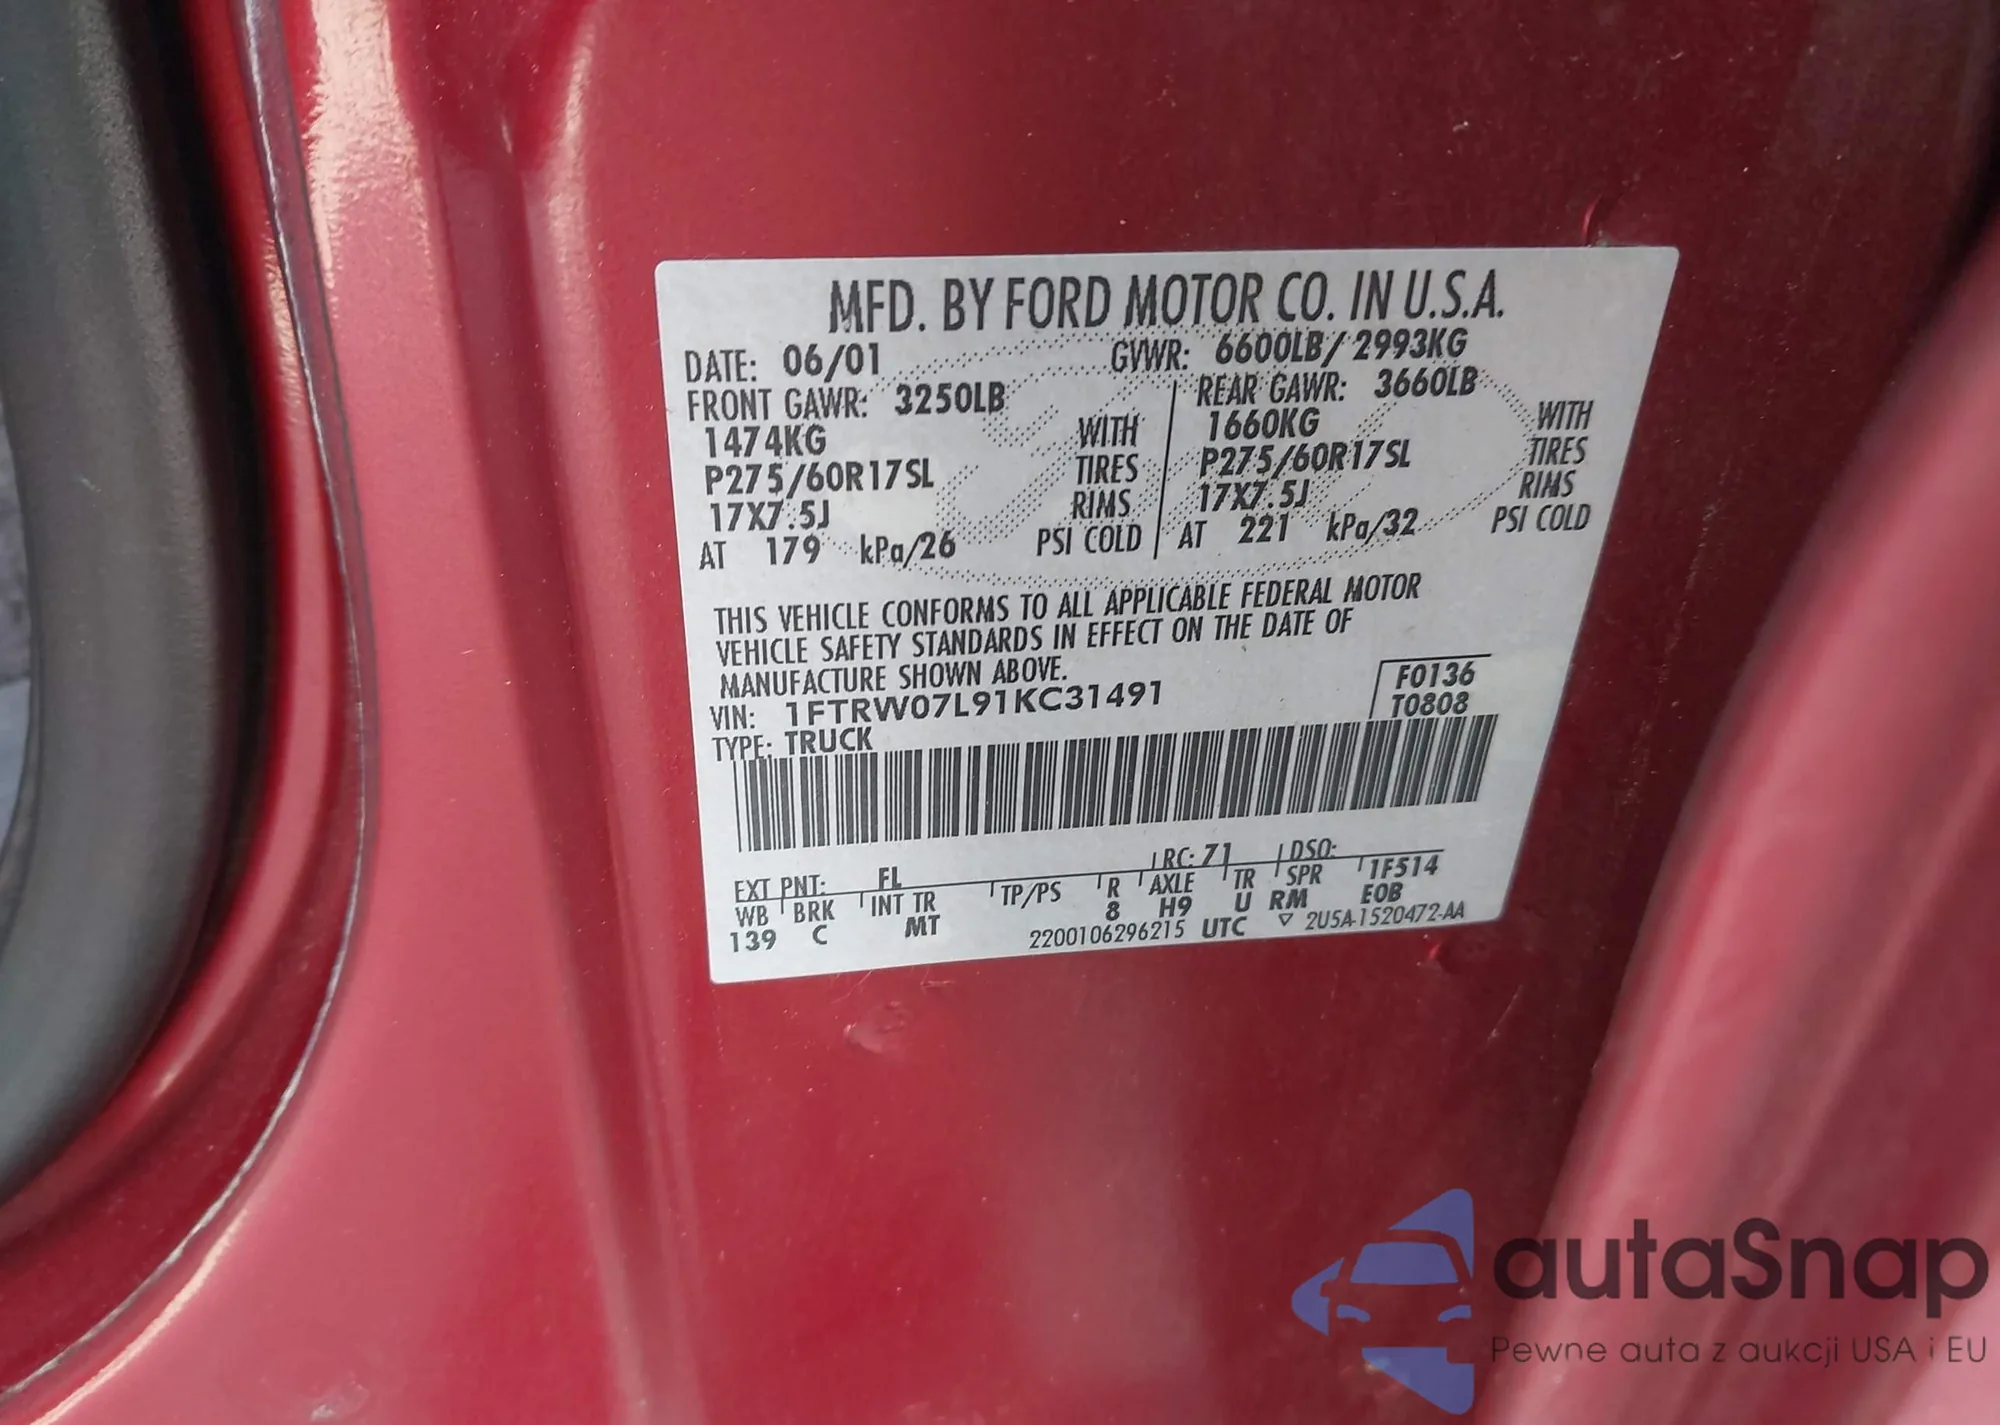 MFD. BY FORD MOTOR CO. IN U.S.A.
DATE: 06/01 GVWR: 6600LB/ 2993KG
FRONT GAWR: 3250LB REAR GAWR: 3660LB
1474KG WITH 1660KG WITH
P275/60R17SL TIRES P275/60R17SL TIRES
17X7.5J RIMS 17X7.5J RIMS
AT 179 kPa/26 PSI COLD AT 221 kPa/32 PSI COLD
THIS VEHICLE CONFORMS TO ALL APPLICABLE FEDERAL MOTOR
VEHICLE SAFETY STANDARDS IN EFFECT ON THE DATE OF
MANUFACTURE SHOWN ABOVE.
VIN: 1FTRW07L91KC31491 F0136
TYPE: TRUCK T0808
EXT PNT: FL RC: 71 DSO: 1F514
WB BRK INT TR TP/PS R AXLE TR SPR EOB
139 C MT 8 H9 U RM
2200106296215 UTC ▽ 2U5A-1520472-AA
autaSnap
Pewne auta z aukcji USA i EU